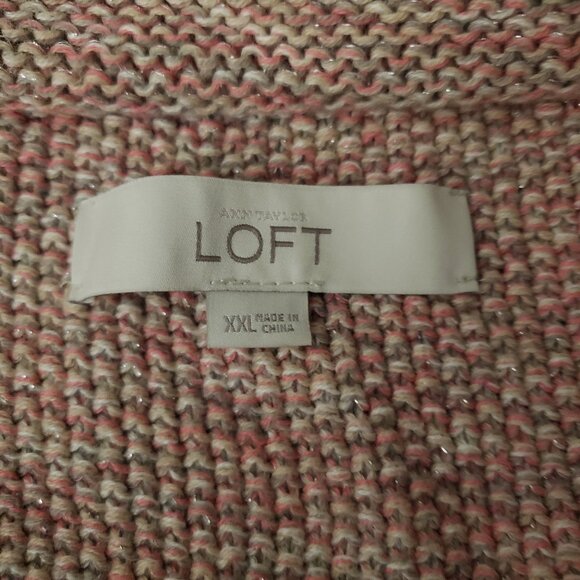 ANN TAYLOR
LOFT
XXL MADE IN
CHINA